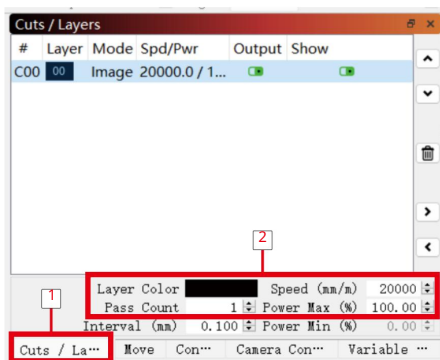 Cuts / Layers
# Layer Mode Spd/Pwr Output Show
C00 00 Image 20000.0 / 1...
2
Layer Color Speed (mm/m) 20000
1
Pass Count 1 Power Max (%) 100.00
Interval (mm) 0.100 Power Min (%) 0.00
Cuts / La··· Move Con··· Camera Con··· Variable ···